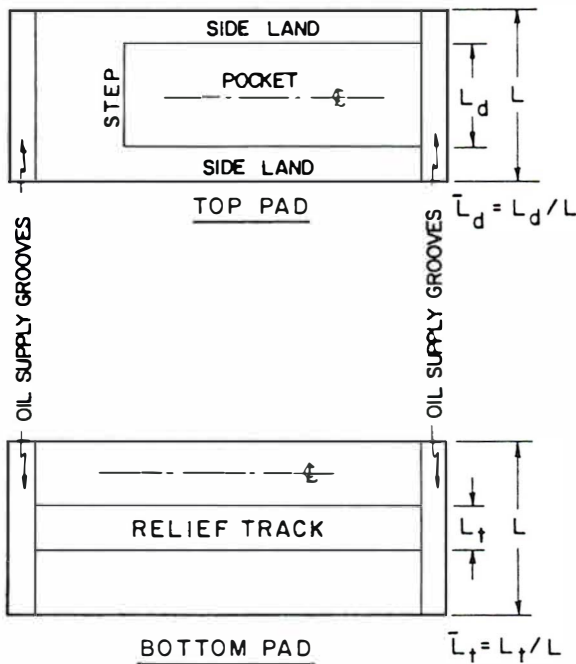 SIDE LAND
STEP
POCKET
℄
L_d
L
SIDE LAND
TOP PAD
L̄_d = L_d / L
OIL SUPPLY GROOVES
OIL SUPPLY GROOVES
℄
RELIEF TRACK
L_t
L
BOTTOM PAD
L̄_t = L_t / L